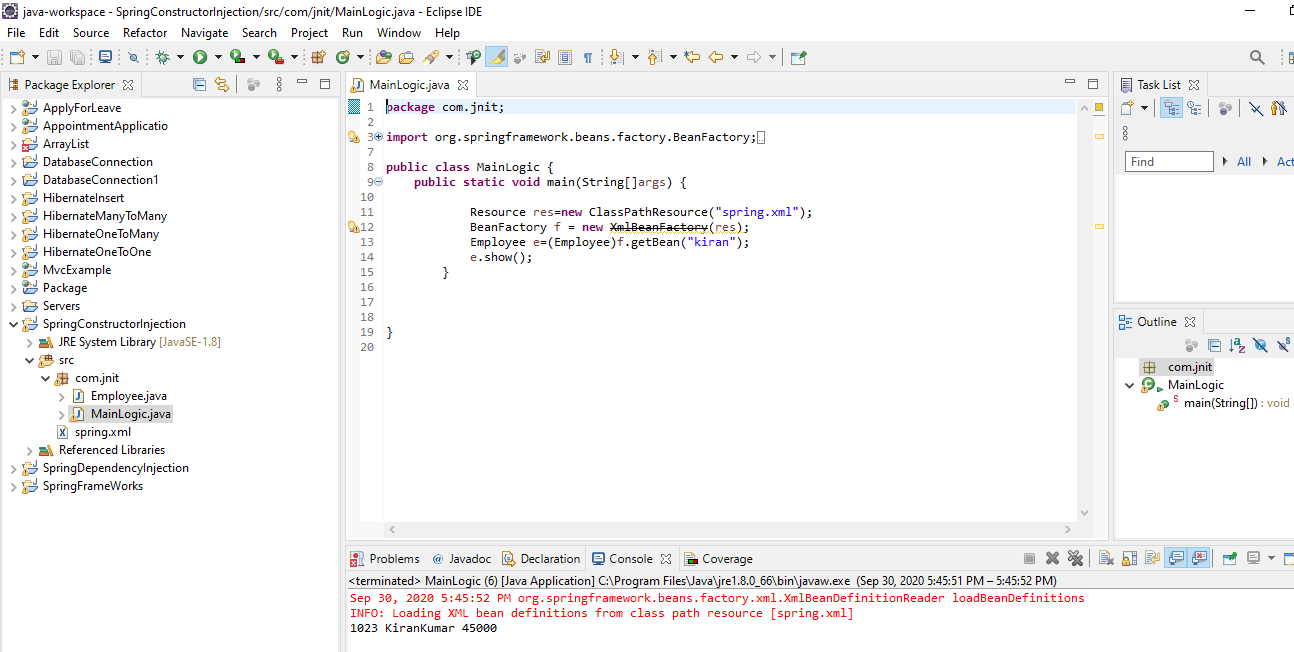 java-workspace - SpringConstructorInjection/src/com/jnit/MainLogic.java - Eclipse IDE
File Edit Source Refactor Navigate Search Project Run Window Help
Package Explorer
ApplyForLeave
AppointmentApplicatio
ArrayList
DatabaseConnection
DatabaseConnection1
HibernateInsert
HibernateManyToMany
HibernateOneToMany
HibernateOneToOne
MvcExample
Package
Servers
SpringConstructorInjection
JRE System Library [JavaSE-1.8]
src
com.jnit
Employee.java
MainLogic.java
spring.xml
Referenced Libraries
SpringDependencyInjection
SpringFrameWorks
MainLogic.java
1 package com.jnit;
2
3 import org.springframework.beans.factory.BeanFactory;
7
8 public class MainLogic {
9 public static void main(String[]args) {
10
11 Resource res=new ClassPathResource("spring.xml");
12 BeanFactory f = new XmlBeanFactory(res);
13 Employee e=(Employee)f.getBean("kiran");
14 e.show();
15 }
16
17
18
19 }
20
Task List
Find All Act
Outline
com.jnit
MainLogic
main(String[]) : void
Problems @ Javadoc Declaration Console Coverage
<terminated> MainLogic (6) [Java Application] C:\Program Files\Java\jre1.8.0_66\bin\javaw.exe (Sep 30, 2020 5:45:51 PM – 5:45:52 PM)
Sep 30, 2020 5:45:52 PM org.springframework.beans.factory.xml.XmlBeanDefinitionReader loadBeanDefinitions
INFO: Loading XML bean definitions from class path resource [spring.xml]
1023 KiranKumar 45000